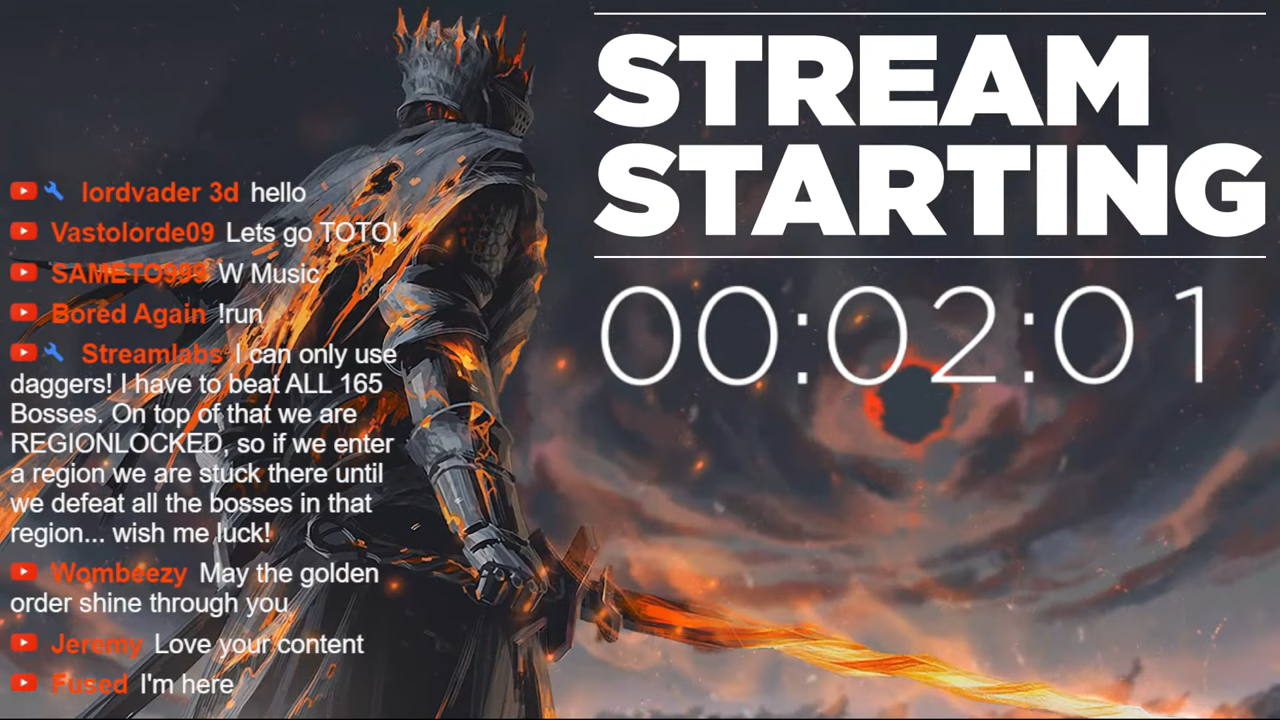 STREAM
STARTING
00:02:01
lordvader 3d hello
Vastolorde09 Lets go TOTO!
SAMETO999 W Music
Bored Again !run
Streamlabs I can only use
daggers! I have to beat ALL 165
Bosses. On top of that we are
REGIONLOCKED, so if we enter
a region we are stuck there until
we defeat all the bosses in that
region... wish me luck!
Wombeezy May the golden
order shine through you
Jeremy Love your content
Fused I'm here